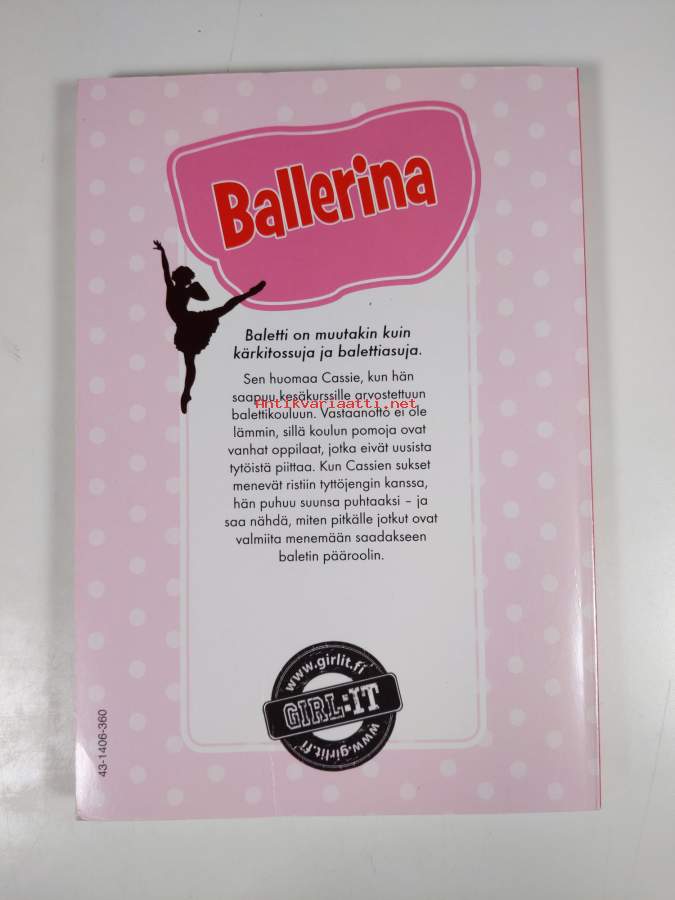 Ballerina
Baletti on muutakin kuin
kärkitossuja ja balettiasuja.
Sen huomaa Cassie, kun hän
saapuu kesäkurssille arvostettuun
Antikvariaatti.net
balettikouluun. Vastaanotto ei ole
lämmin, sillä koulun pomoja ovat
vanhat oppilaat, jotka eivät uusista
tytöistä piittaa. Kun Cassien sukset
menevät ristiin tyttöjengin kanssa,
hän puhuu suunsa puhtaaksi – ja
saa nähdä, miten pitkälle jotkut ovat
valmiita menemään saadakseen
baletin pääroolin.
www.girlit.fi
GIRL:IT
www.girlit.fi
43-1406-360